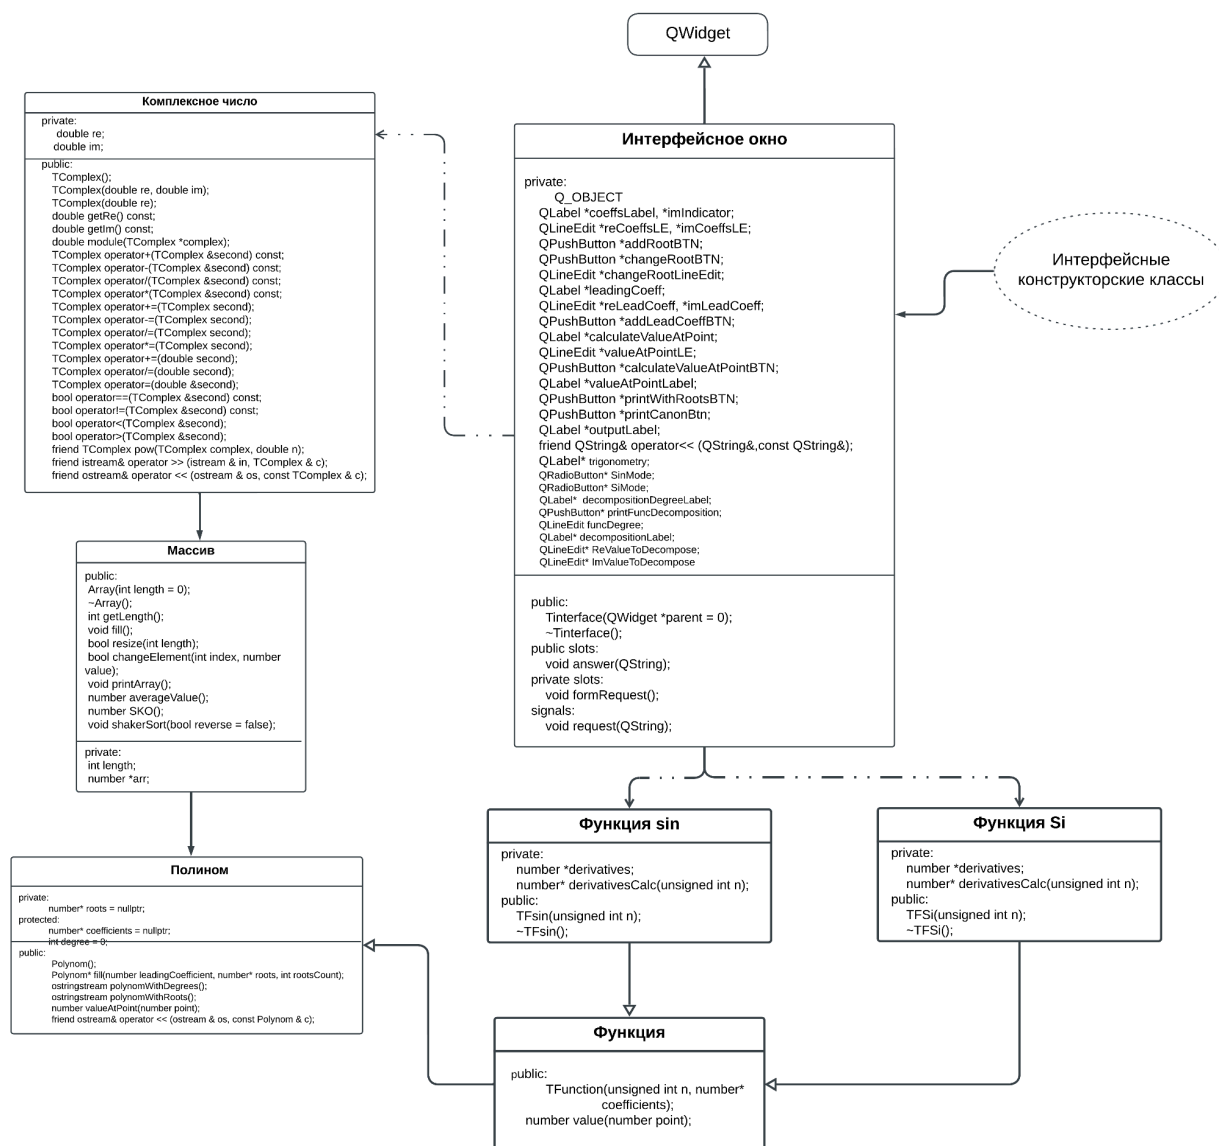 QWidget
Комплексное число
private:
double re;
double im;
public:
TComplex();
TComplex(double re, double im);
TComplex(double re);
double getRe() const;
double getIm() const;
double module(TComplex *complex);
TComplex operator+(TComplex &second) const;
TComplex operator-(TComplex &second) const;
TComplex operator/(TComplex &second) const;
TComplex operator*(TComplex &second) const;
TComplex operator+=(TComplex second);
TComplex operator-=(TComplex second);
TComplex operator/=(TComplex second);
TComplex operator*=(TComplex second);
TComplex operator+=(double second);
TComplex operator/=(double second);
TComplex operator=(double &second);
bool operator==(TComplex &second) const;
bool operator!=(TComplex &second) const;
bool operator<(TComplex &second);
bool operator>(TComplex &second);
friend TComplex pow(TComplex complex, double n);
friend istream& operator >> (istream & in, TComplex & c);
friend ostream& operator << (ostream & os, const TComplex & c);
Интерфейсное окно
private:
Q_OBJECT
QLabel *coeffsLabel, *imIndicator;
QLineEdit *reCoeffsLE, *imCoeffsLE;
QPushButton *addRootBTN;
QPushButton *changeRootBTN;
QLineEdit *changeRootLineEdit;
QLabel *leadingCoeff;
QLineEdit *reLeadCoeff, *imLeadCoeff;
QPushButton *addLeadCoeffBTN;
QLabel *calculateValueAtPoint;
QLineEdit *valueAtPointLE;
QPushButton *calculateValueAtPointBTN;
QLabel *valueAtPointLabel;
QPushButton *printWithRootsBTN;
QPushButton *printCanonBtn;
QLabel *outputLabel;
friend QString& operator<< (QString&,const QString&);
QLabel* trigonometry;
QRadioButton* SinMode;
QRadioButton* SiMode;
QLabel* decompositionDegreeLabel;
QPushButton* printFuncDecomposition;
QLineEdit funcDegree;
QLabel* decompositionLabel;
QLineEdit* ReValueToDecompose;
QLineEdit* ImValueToDecompose
public:
Tinterface(QWidget *parent = 0);
~Tinterface();
public slots:
void answer(QString);
private slots:
void formRequest();
signals:
void request(QString);
Интерфейсные
конструкторские классы
Массив
public:
Array(int length = 0);
~Array();
int getLength();
void fill();
bool resize(int length);
bool changeElement(int index, number
value);
void printArray();
number averageValue();
number SKO();
void shakerSort(bool reverse = false);
private:
int length;
number *arr;
Функция sin
private:
number *derivatives;
number* derivativesCalc(unsigned int n);
public:
TFsin(unsigned int n);
~TFsin();
Функция Si
private:
number *derivatives;
number* derivativesCalc(unsigned int n);
public:
TFSi(unsigned int n);
~TFSi();
Полином
private:
number* roots = nullptr;
protected:
number* coefficients = nullptr;
int degree = 0;
public:
Polynom();
Polynom* fill(number leadingCoefficient, number* roots, int rootsCount);
ostringstream polynomWithDegrees();
ostringstream polynomWithRoots();
number valueAtPoint(number point);
friend ostream& operator << (ostream & os, const Polynom & c);
Функция
public:
TFunction(unsigned int n, number*
coefficients);
number value(number point);